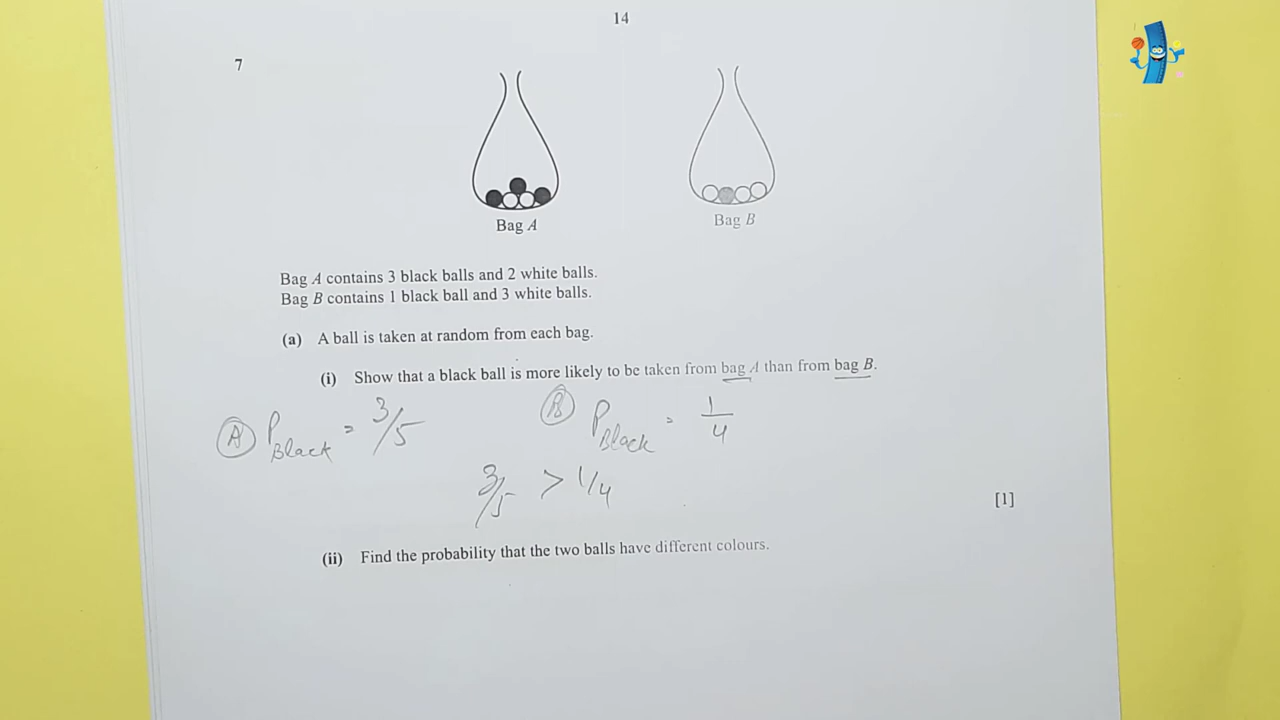 14
7
Bag A
Bag B
Bag A contains 3 black balls and 2 white balls.
Bag B contains 1 black ball and 3 white balls.
(a) A ball is taken at random from each bag.
(i) Show that a black ball is more likely to be taken from bag A than from bag B.
A P Black = 3/5
B P Black = 1/4
3/5 > 1/4
[1]
(ii) Find the probability that the two balls have different colours.